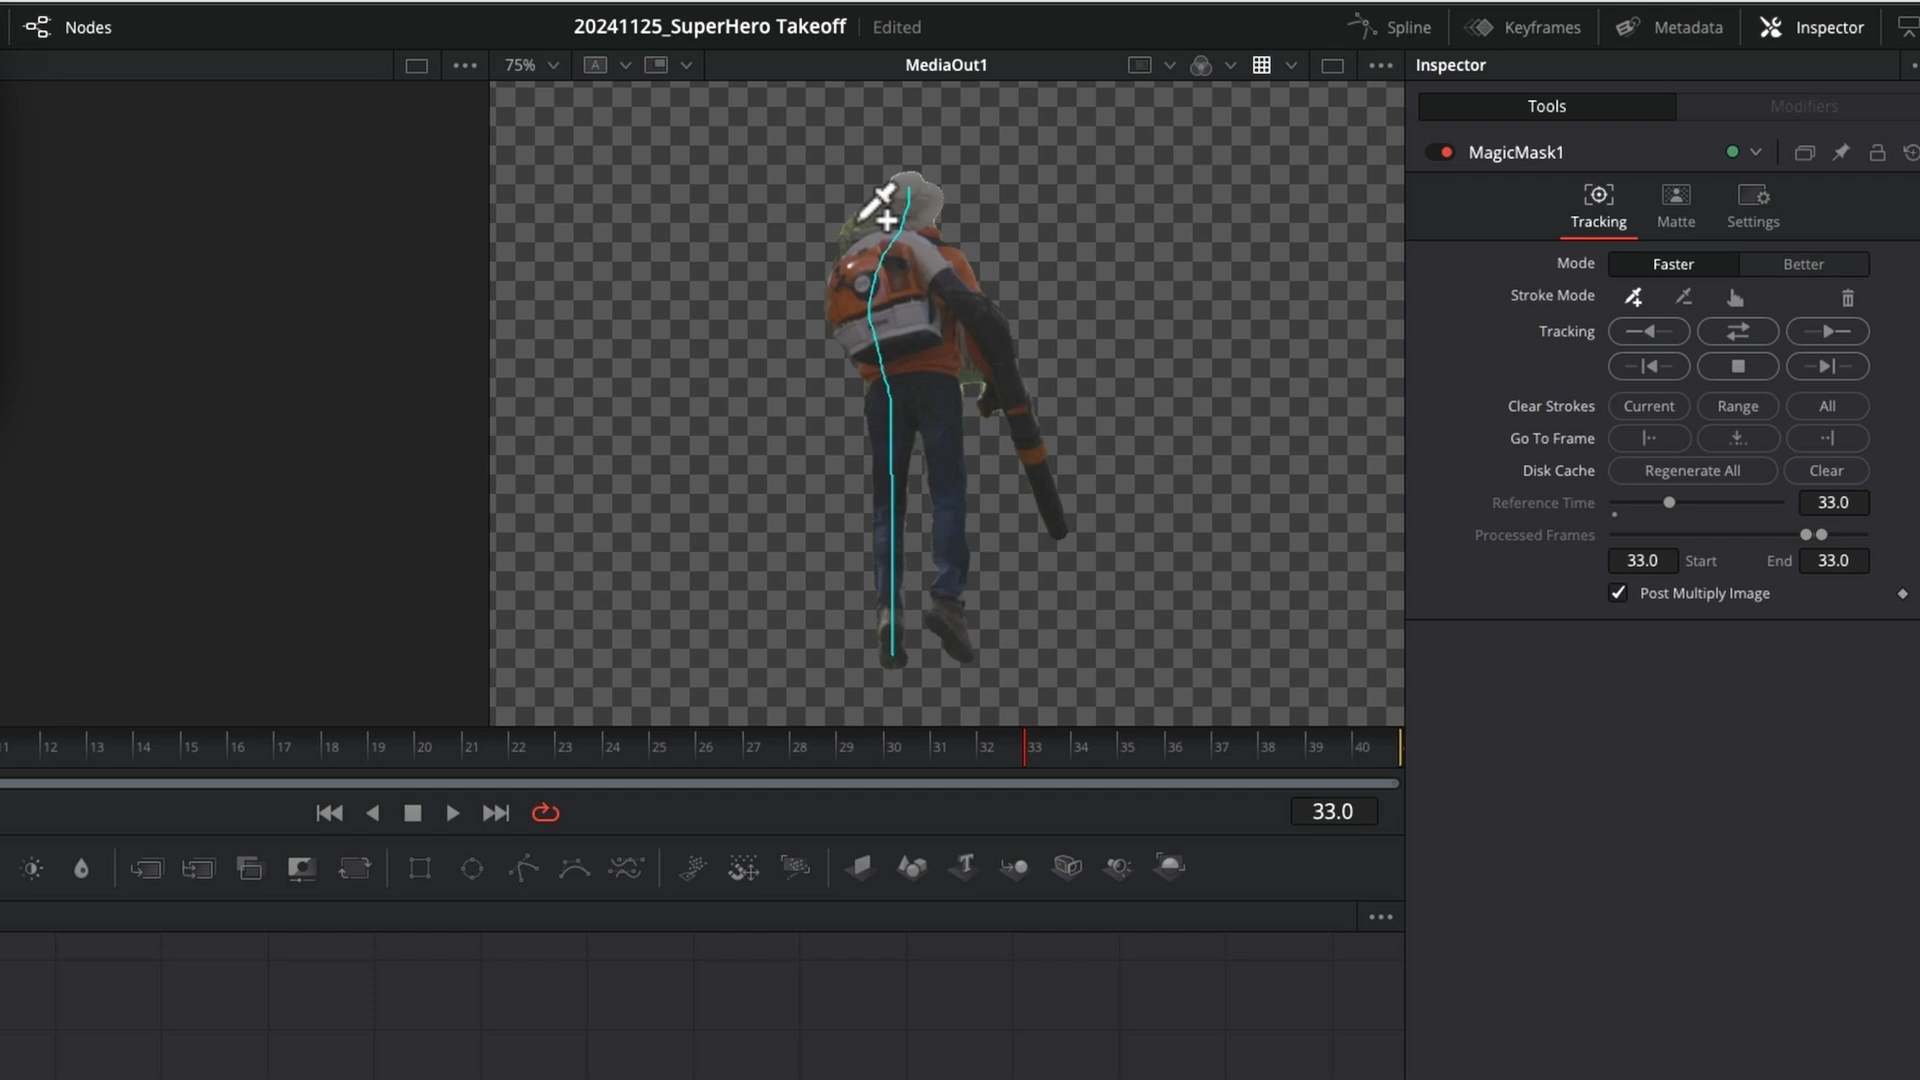 Nodes
20241125_SuperHero Takeoff
Edited
Spline
Keyframes
Metadata
Inspector
75%
A
MediaOut1
Inspector
Tools
Modifiers
MagicMask1
Tracking
Matte
Settings
Mode
Faster
Better
Stroke Mode
Tracking
Clear Strokes
Current
Range
All
Go To Frame
Disk Cache
Regenerate All
Clear
Reference Time
33.0
Processed Frames
33.0
Start
End
33.0
Post Multiply Image
11 12 13 14 15 16 17 18 19 20 21 22 23 24 25 26 27 28 29 30 31 32 33 34 35 36 37 38 39 40
33.0
T